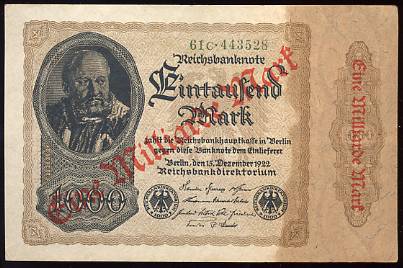 61C·443528
Reichsbanknote
Eintausend
Mark
zahlt die Reichsbankhauptkasse in Berlin
gegen diese Banknote dem Einlieferer
Berlin, den 15. Dezember 1922
Reichsbankdirektorium
1000
Eine Milliarde Mark
Eine Milliarde Mark